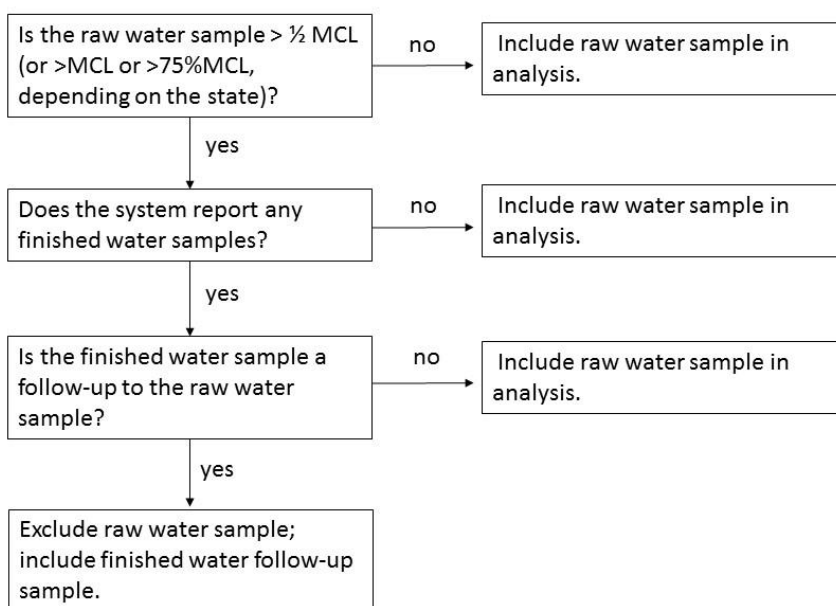 Is the raw water sample > ½ MCL
(or >MCL or >75%MCL,
depending on the state)?
no
Include raw water sample in
analysis.
yes
Does the system report any
finished water samples?
no
Include raw water sample in
analysis.
yes
Is the finished water sample a
follow-up to the raw water
sample?
no
Include raw water sample in
analysis.
yes
Exclude raw water sample;
include finished water follow-up
sample.